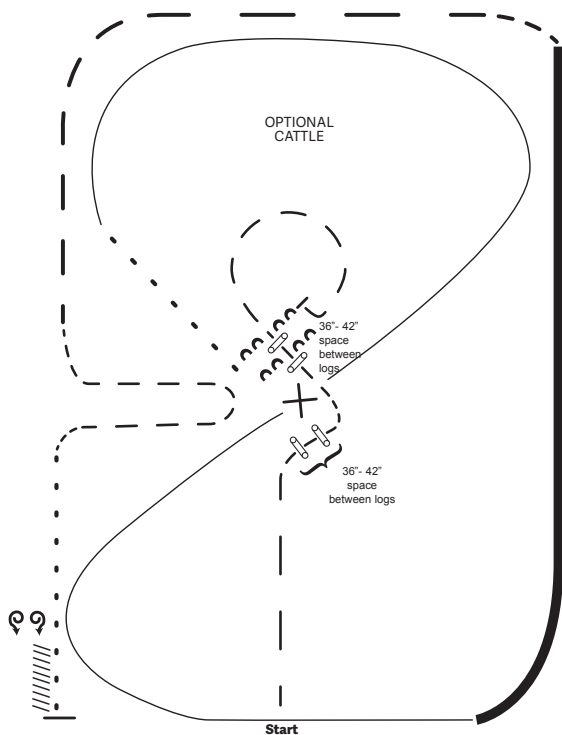 OPTIONAL
CATTLE
36”- 42”
space
between
logs
36”- 42”
space
between logs
Start